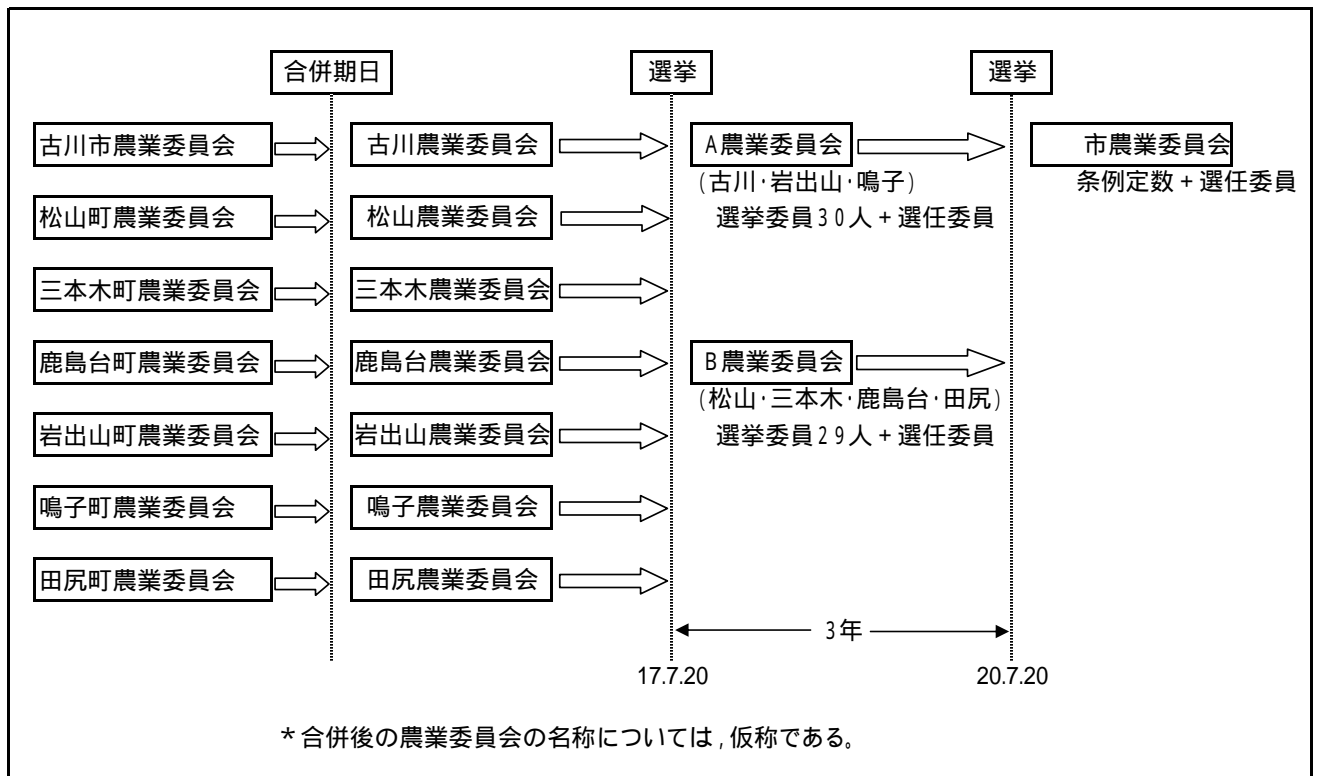 合併期日 選挙 選挙
古川市農業委員会 古川農業委員会 A農業委員会 市農業委員会
(古川・岩出山・鳴子) 条例定数+選任委員
松山町農業委員会 松山農業委員会 選挙委員30人+選任委員
三本木町農業委員会 三本木農業委員会
鹿島台町農業委員会 鹿島台農業委員会 B農業委員会
(松山・三本木・鹿島台・田尻)
岩出山町農業委員会 岩出山農業委員会 選挙委員29人+選任委員
鳴子町農業委員会 鳴子農業委員会
田尻町農業委員会 田尻農業委員会
3年
17.7.20 20.7.20
*合併後の農業委員会の名称については,仮称である。